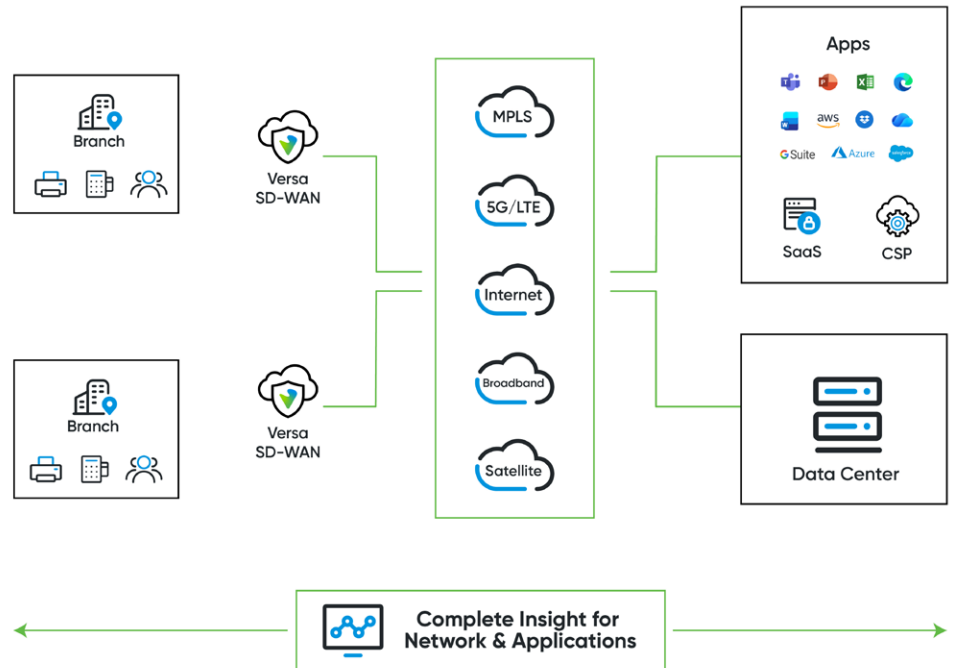 Branch
Versa
SD-WAN
Branch
Versa
SD-WAN
MPLS
5G/LTE
Internet
Broadband
Satellite
Apps
W
P
X
aws
G Suite
Azure
salesforce
SaaS
CSP
Data Center
Complete Insight for
Network & Applications